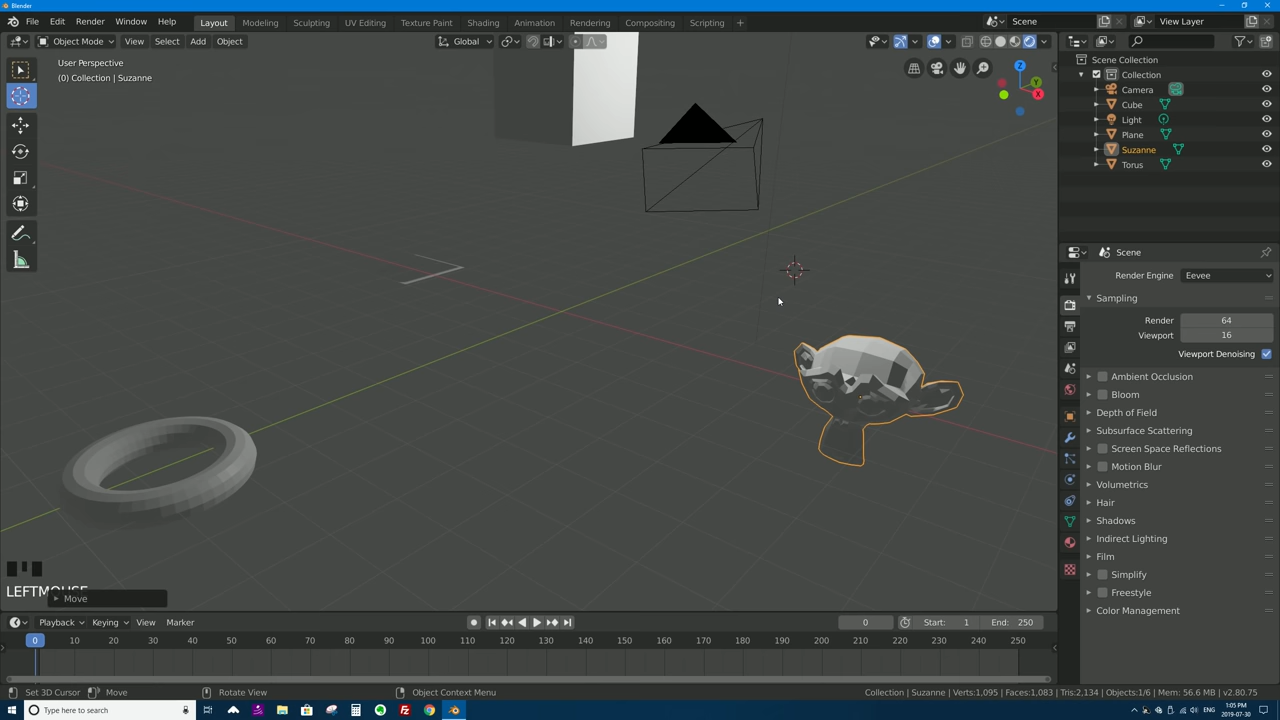 Blender
File Edit Render Window Help
Layout Modeling Sculpting UV Editing Texture Paint Shading Animation Rendering Compositing Scripting +
Scene
View Layer
Object Mode View Select Add Object
Global
User Perspective
(0) Collection | Suzanne
Z
Y
X
Scene Collection
Collection
Camera
Cube
Light
Plane
Suzanne
Torus
Scene
Render Engine Eevee
Sampling
Render 64
Viewport 16
Viewport Denoising
Ambient Occlusion
Bloom
Depth of Field
Subsurface Scattering
Screen Space Reflections
Motion Blur
Volumetrics
Hair
Shadows
Indirect Lighting
Film
Simplify
Freestyle
Color Management
LEFTMOUSE
Move
Playback Keying View Marker
0 Start: 1 End: 250
0 10 20 30 40 50 60 70 80 90 100 110 120 130 140 150 160 170 180 190 200 210 220 230 240 250
Set 3D Cursor Move Rotate View Object Context Menu
Collection | Suzanne | Verts:1,095 | Faces:1,083 | Tris:2,134 | Objects:1/6 | Mem: 56.6 MB | v2.80.75
Type here to search
ENG
1:05 PM
2019-07-30